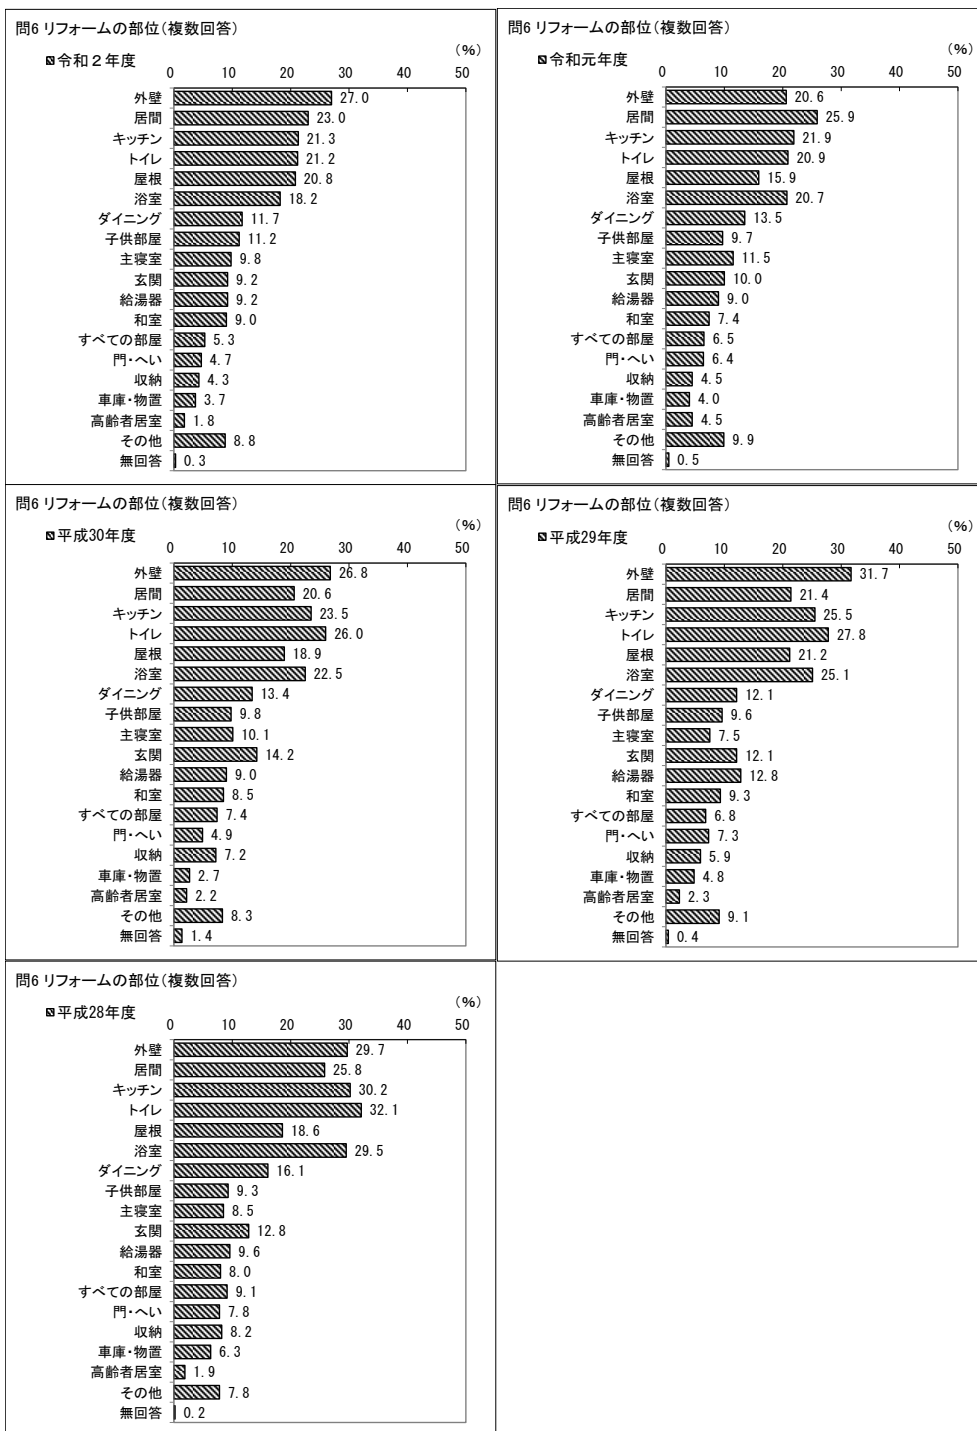 問6 リフォームの部位(複数回答)
(%)
令和２年度
0 10 20 30 40 50
外壁 27.0
居間 23.0
キッチン 21.3
トイレ 21.2
屋根 20.8
浴室 18.2
ダイニング 11.7
子供部屋 11.2
主寝室 9.8
玄関 9.2
給湯器 9.2
和室 9.0
すべての部屋 5.3
門・へい 4.7
収納 4.3
車庫・物置 3.7
高齢者居室 1.8
その他 8.8
無回答 0.3
問6 リフォームの部位(複数回答)
(%)
令和元年度
0 10 20 30 40 50
外壁 20.6
居間 25.9
キッチン 21.9
トイレ 20.9
屋根 15.9
浴室 20.7
ダイニング 13.5
子供部屋 9.7
主寝室 11.5
玄関 10.0
給湯器 9.0
和室 7.4
すべての部屋 6.5
門・へい 6.4
収納 4.5
車庫・物置 4.0
高齢者居室 4.5
その他 9.9
無回答 0.5
問6 リフォームの部位(複数回答)
(%)
平成30年度
0 10 20 30 40 50
外壁 26.8
居間 20.6
キッチン 23.5
トイレ 26.0
屋根 18.9
浴室 22.5
ダイニング 13.4
子供部屋 9.8
主寝室 10.1
玄関 14.2
給湯器 9.0
和室 8.5
すべての部屋 7.4
門・へい 4.9
収納 7.2
車庫・物置 2.7
高齢者居室 2.2
その他 8.3
無回答 1.4
問6 リフォームの部位(複数回答)
(%)
平成29年度
0 10 20 30 40 50
外壁 31.7
居間 21.4
キッチン 25.5
トイレ 27.8
屋根 21.2
浴室 25.1
ダイニング 12.1
子供部屋 9.6
主寝室 7.5
玄関 12.1
給湯器 12.8
和室 9.3
すべての部屋 6.8
門・へい 7.3
収納 5.9
車庫・物置 4.8
高齢者居室 2.3
その他 9.1
無回答 0.4
問6 リフォームの部位(複数回答)
(%)
平成28年度
0 10 20 30 40 50
外壁 29.7
居間 25.8
キッチン 30.2
トイレ 32.1
屋根 18.6
浴室 29.5
ダイニング 16.1
子供部屋 9.3
主寝室 8.5
玄関 12.8
給湯器 9.6
和室 8.0
すべての部屋 9.1
門・へい 7.8
収納 8.2
車庫・物置 6.3
高齢者居室 1.9
その他 7.8
無回答 0.2